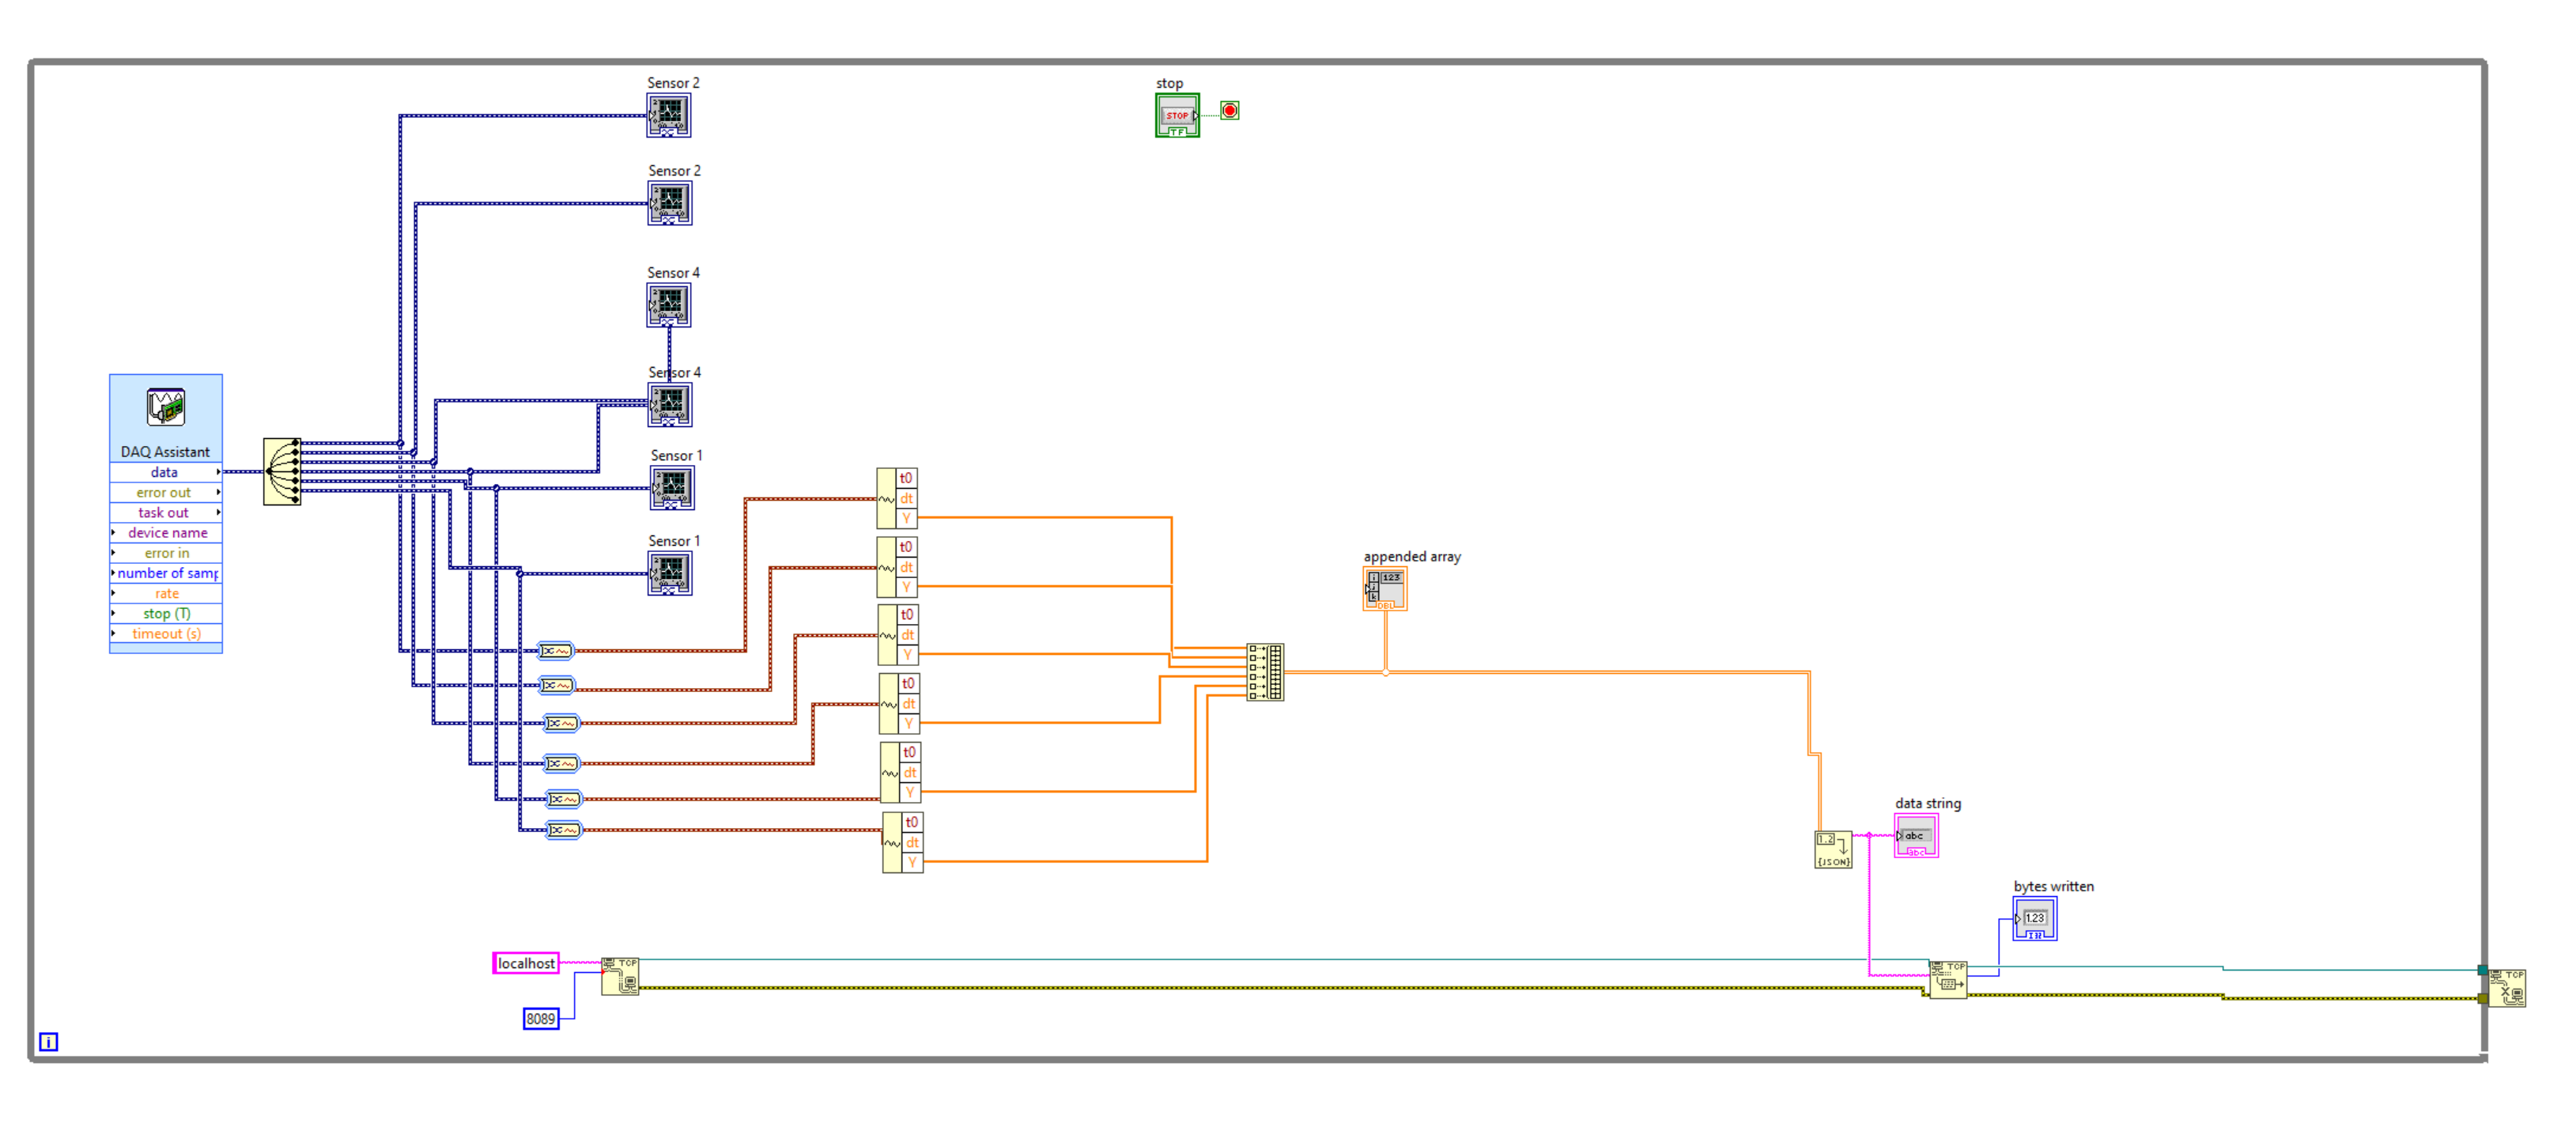 Sensor 2
stop
STOP
TF
Sensor 2
Sensor 4
Sensor 4
DAQ Assistant
data
error out
task out
device name
error in
number of samp
rate
stop (T)
timeout (s)
Sensor 1
Sensor 1
t0
dt
Y
t0
dt
Y
t0
dt
Y
t0
dt
Y
t0
dt
Y
t0
dt
Y
appended array
123
DBL
1.2
{JSON}
data string
abc
abc
bytes written
1.23
I32
localhost
8089
TCP
TCP
TCP
i